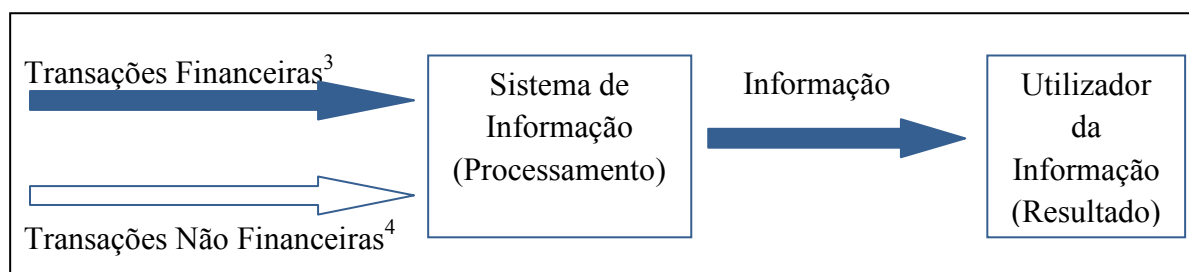 Transações Financeiras³
Sistema de
Informação
(Processamento)
Informação
Utilizador
da
Informação
(Resultado)
Transações Não Financeiras⁴